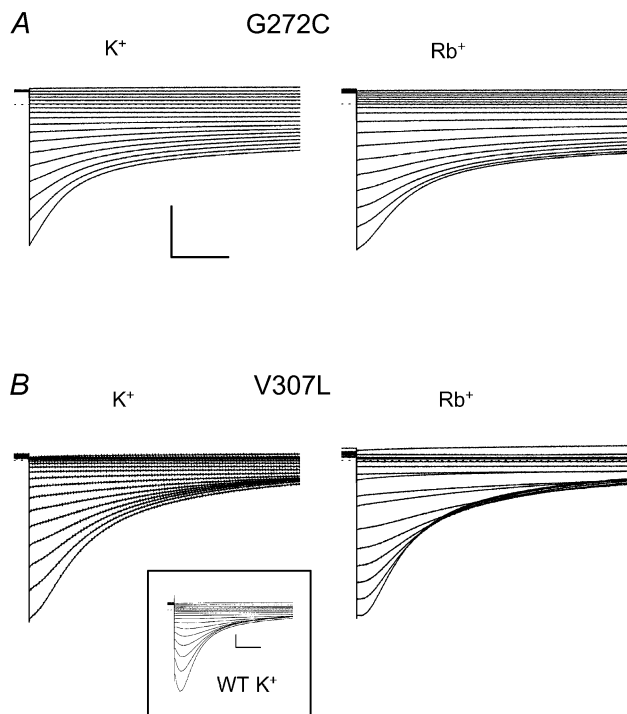 A G272C
K+ Rb+
B V307L
K+ Rb+
WT K+